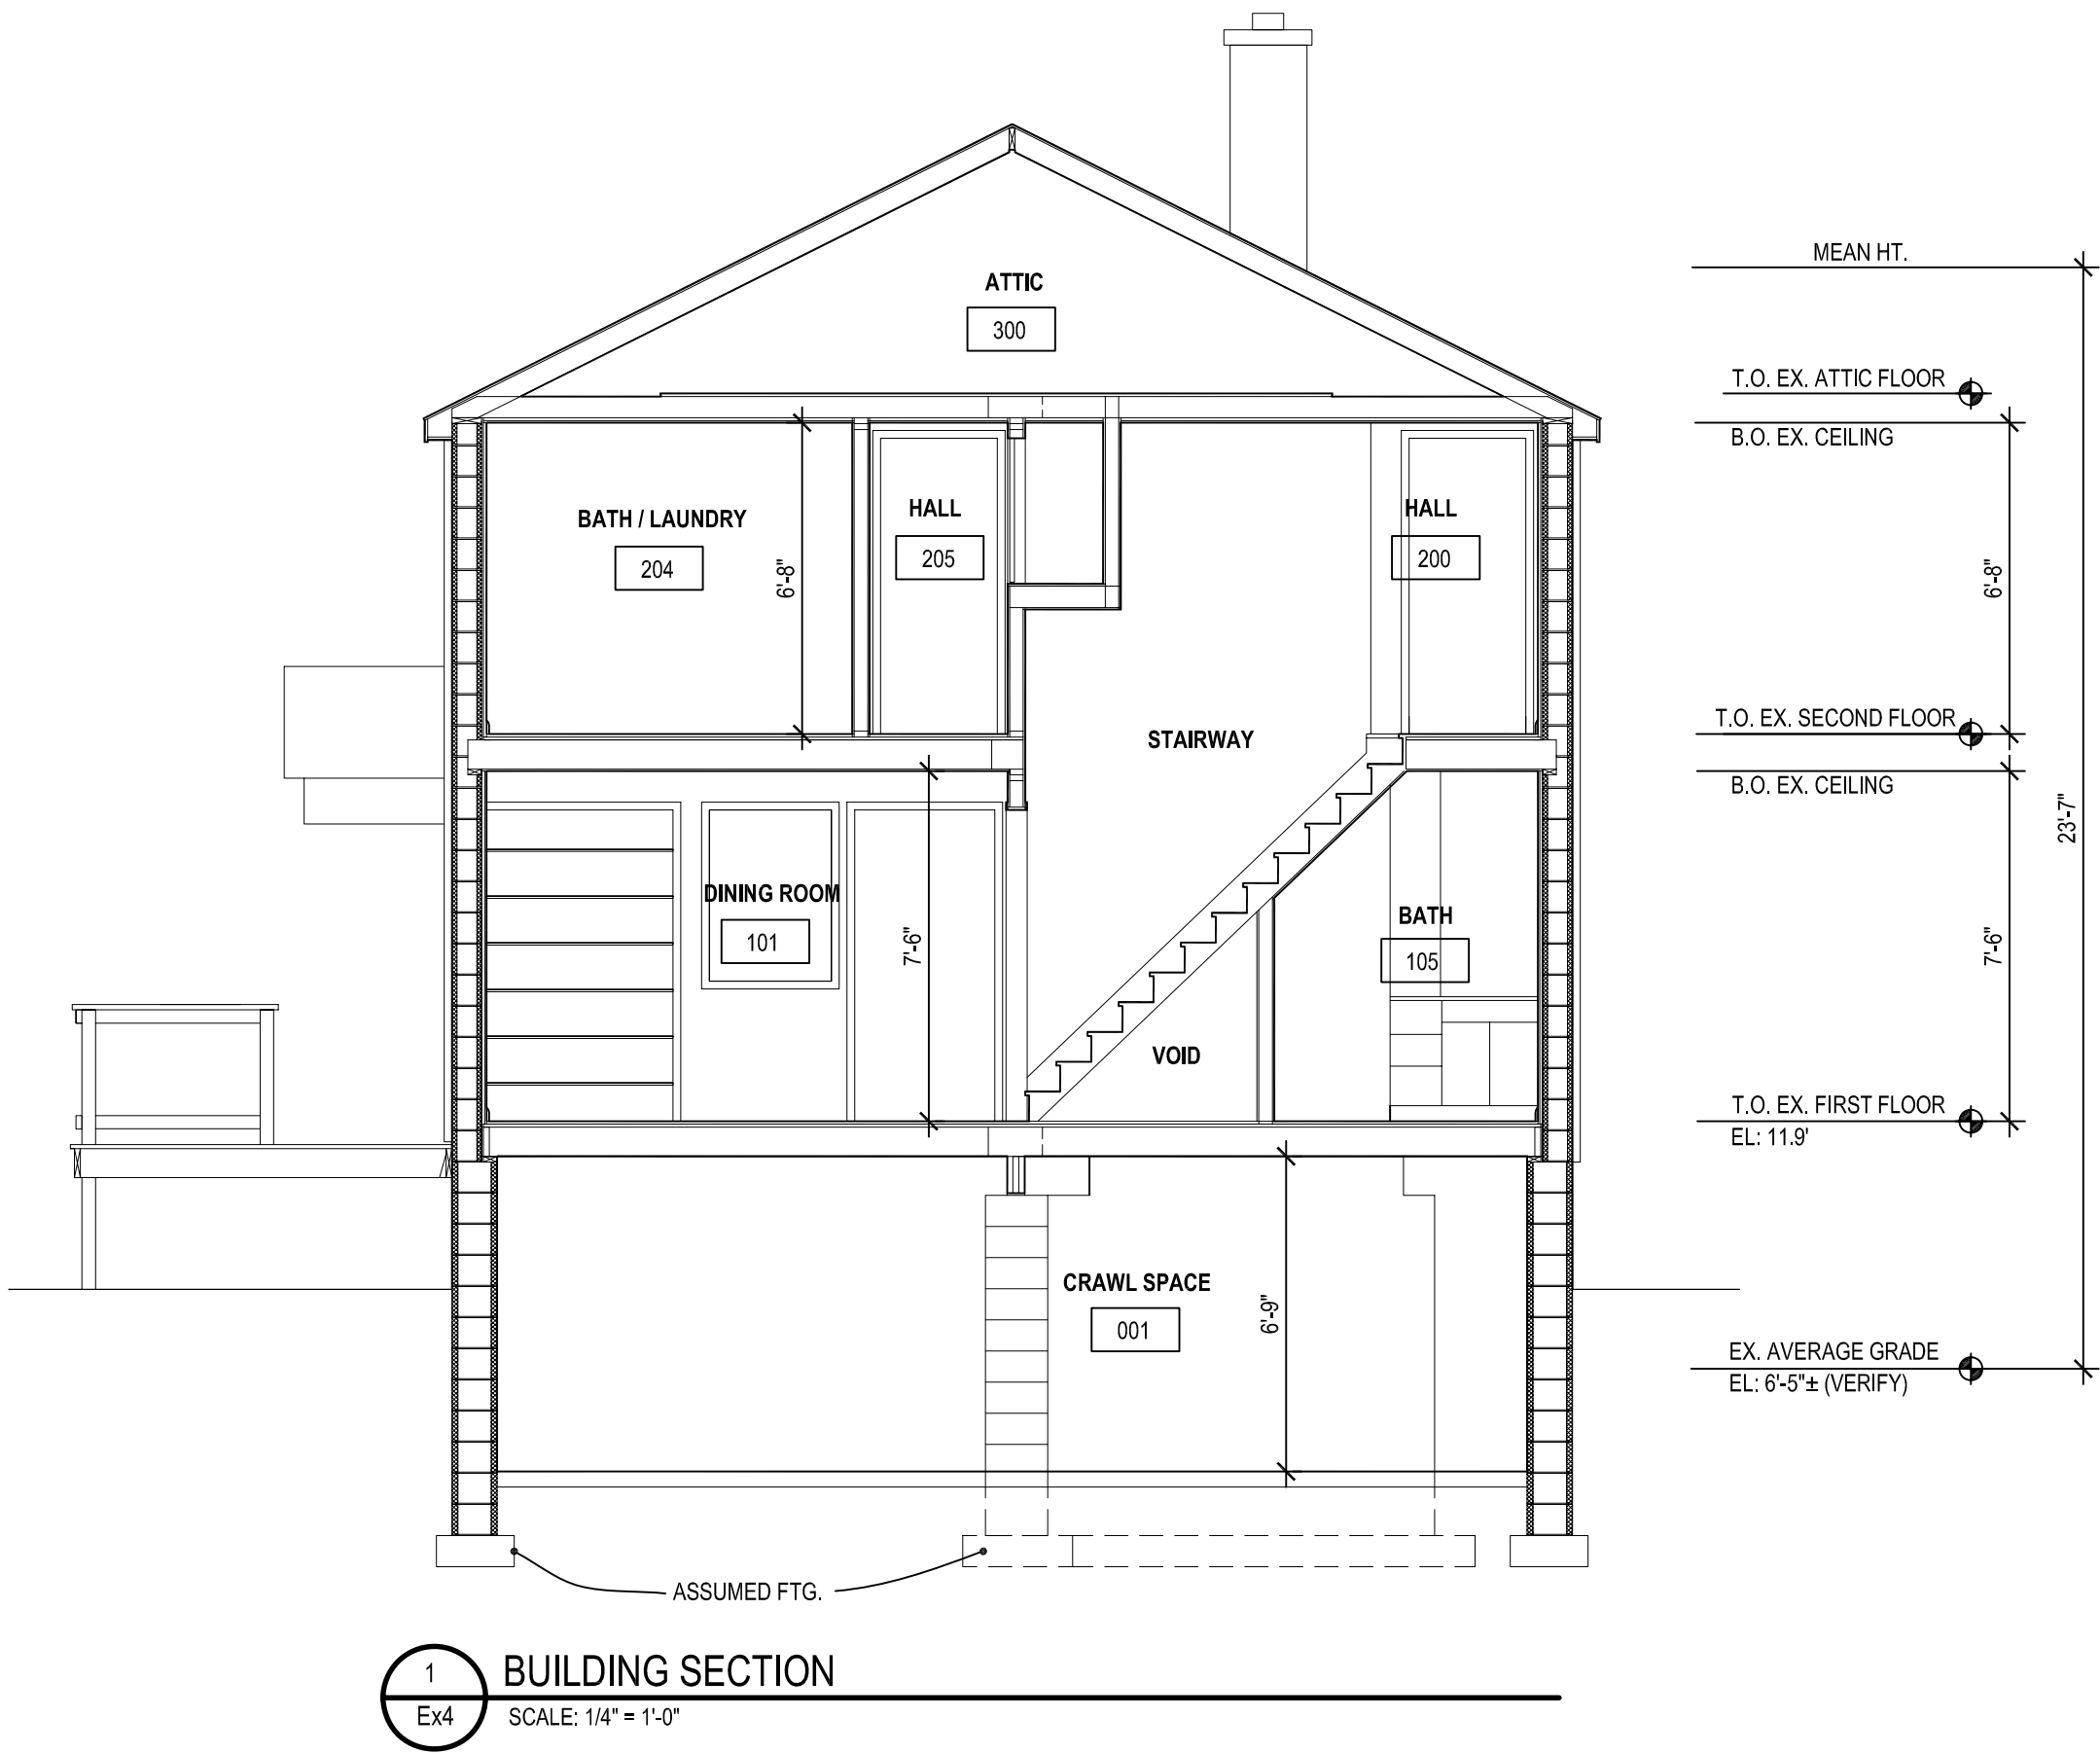 MEAN HT.
ATTIC
300
T.O. EX. ATTIC FLOOR
B.O. EX. CEILING
BATH / LAUNDRY
204
HALL
205
HALL
200
6'-8"
6'-8"
T.O. EX. SECOND FLOOR
STAIRWAY
B.O. EX. CEILING
23'-7"
DINING ROOM
101
7'-6"
BATH
105
7'-6"
VOID
T.O. EX. FIRST FLOOR
EL: 11.9'
CRAWL SPACE
001
6'-9"
EX. AVERAGE GRADE
EL: 6'-5"± (VERIFY)
ASSUMED FTG.
1
Ex4
BUILDING SECTION
SCALE: 1/4" = 1'-0"